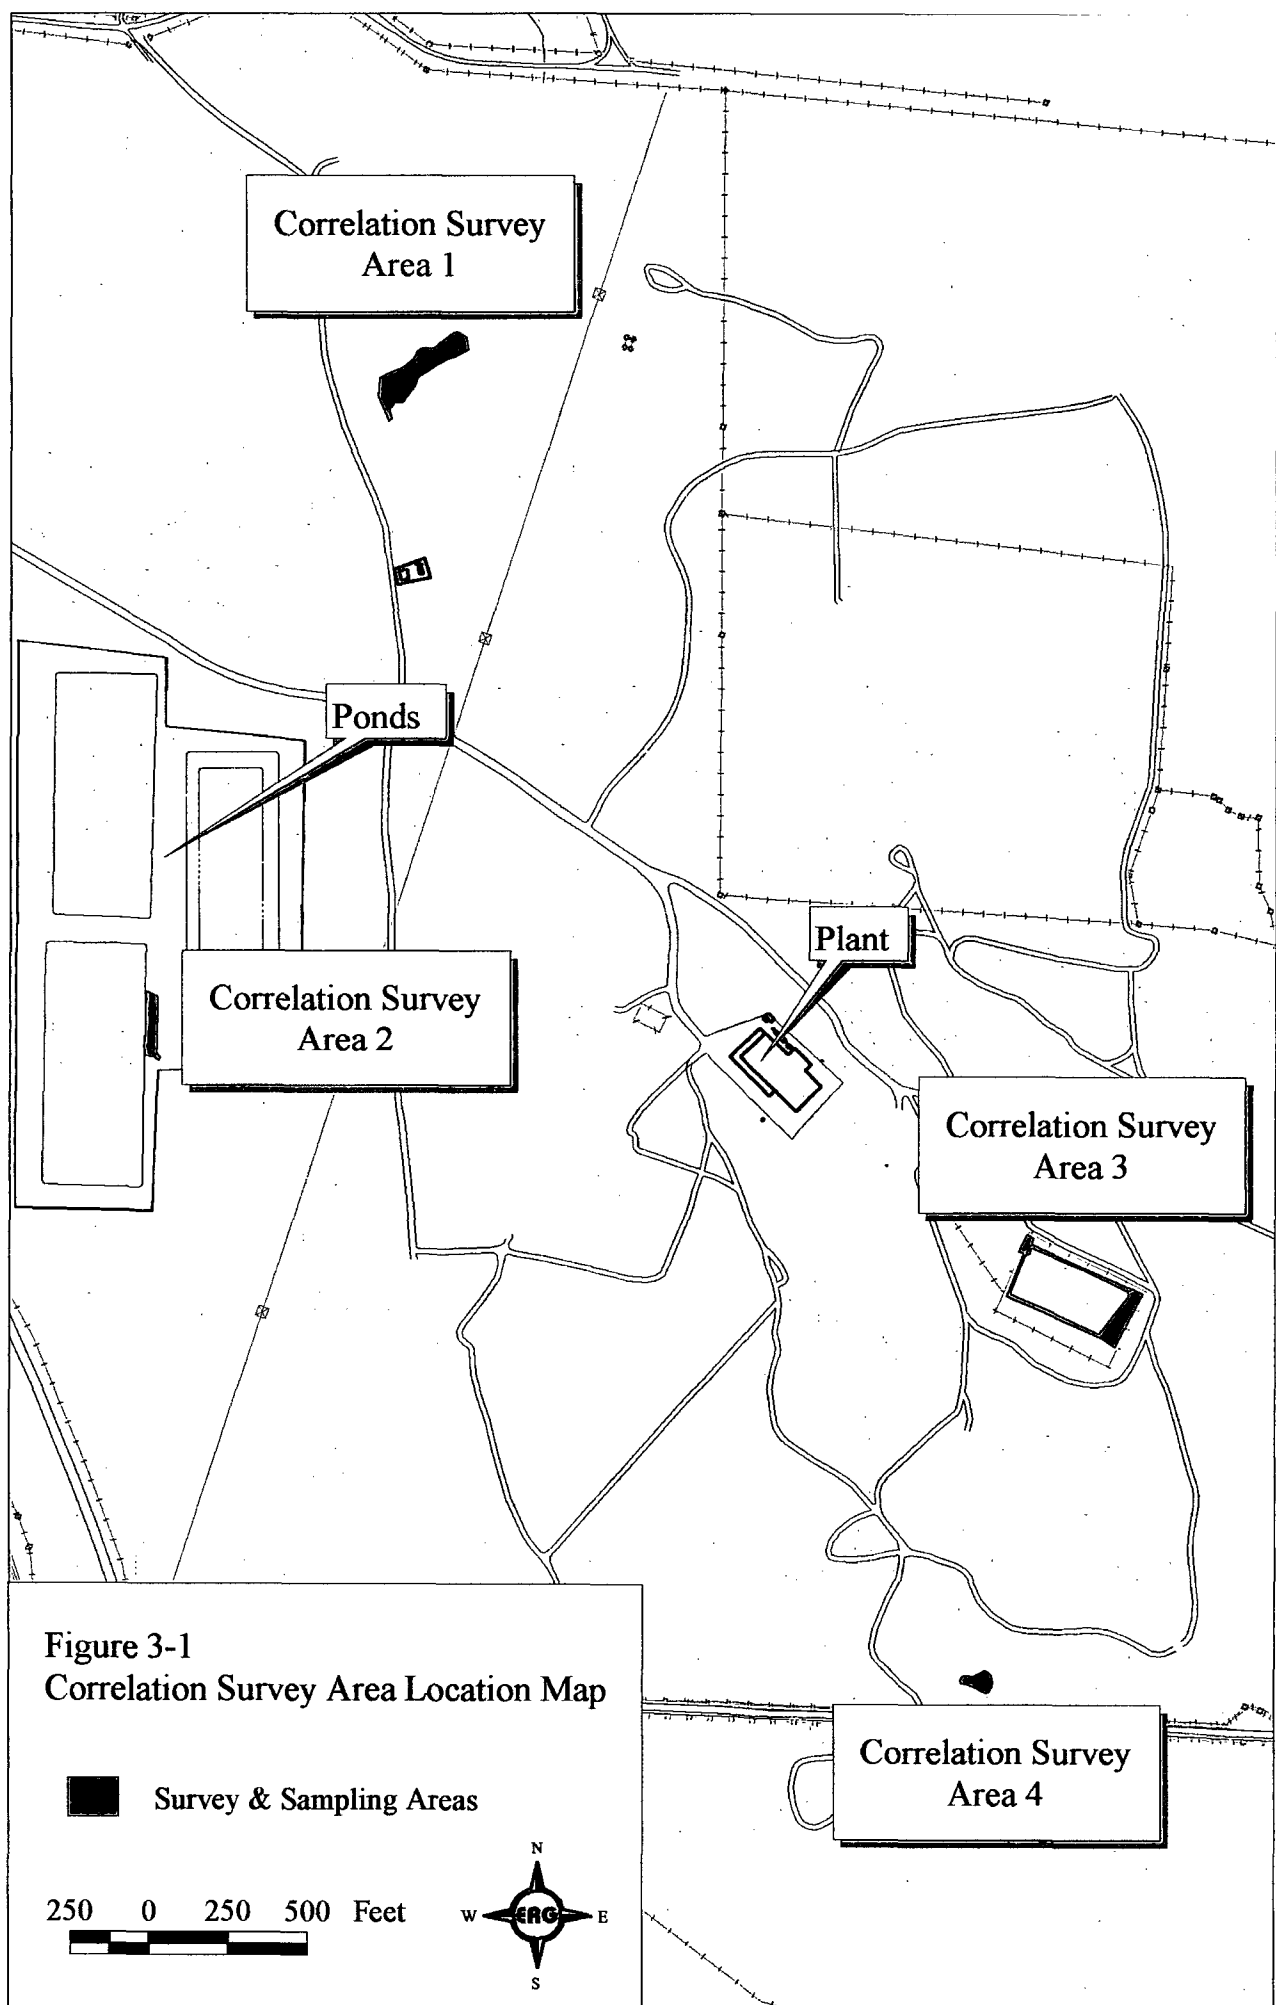 Correlation Survey
Area 1
Ponds
Plant
Correlation Survey
Area 2
Correlation Survey
Area 3
Figure 3-1
Correlation Survey Area Location Map
Correlation Survey
Area 4
Survey & Sampling Areas
250 0 250 500 Feet
N
W ERG E
S